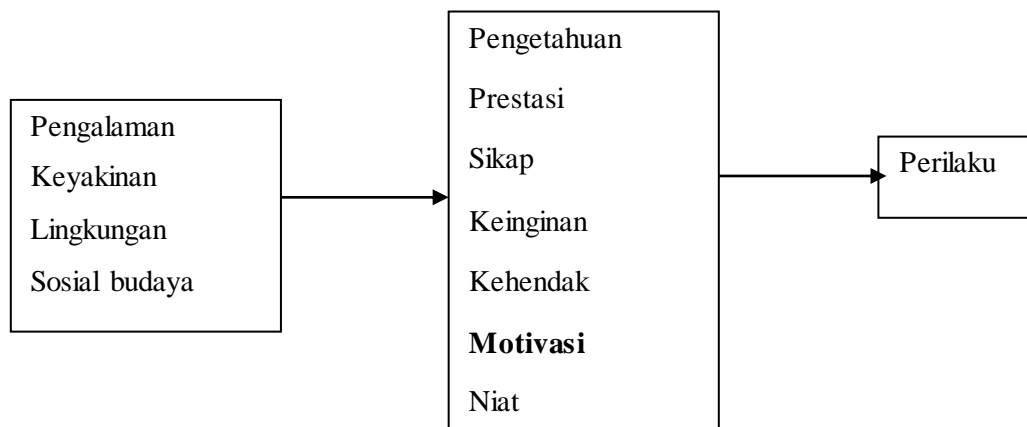 Pengalaman
Keyakinan
Lingkungan
Sosial budaya
Pengetahuan
Prestasi
Sikap
Keinginan
Kehendak
Motivasi
Niat
Perilaku